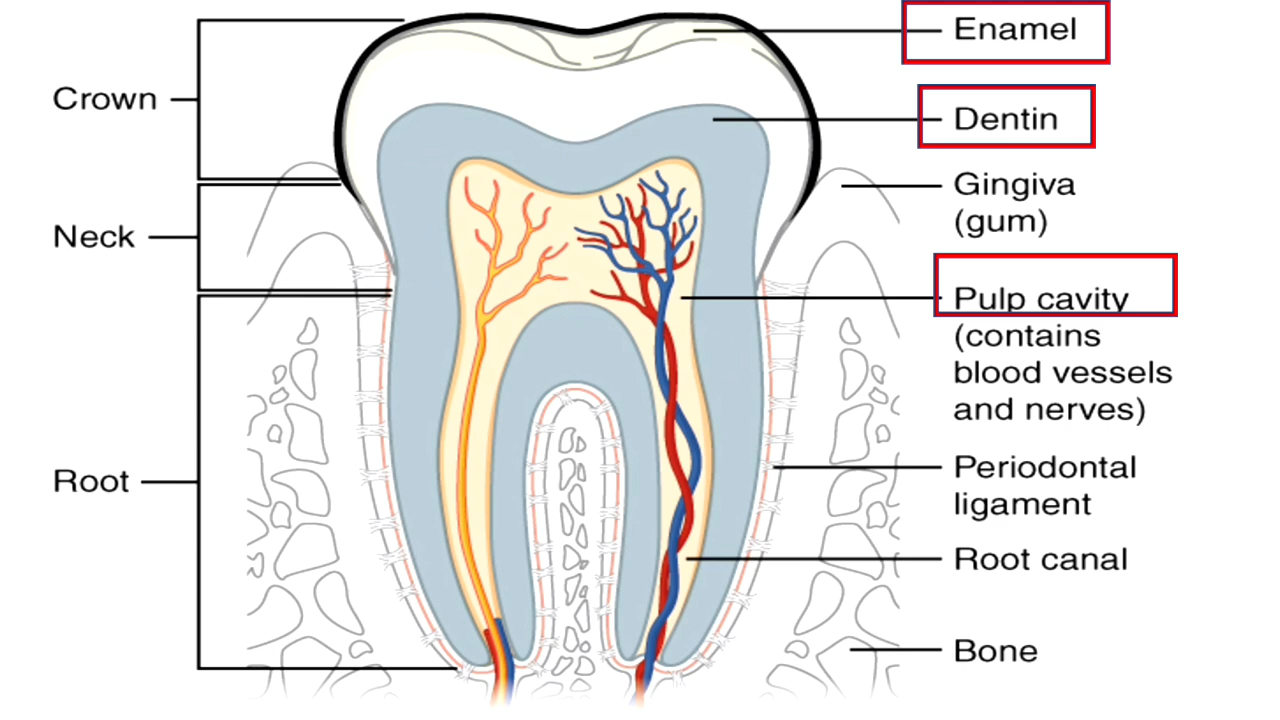 Crown
Neck
Root
Enamel
Dentin
Gingiva
(gum)
Pulp cavity
(contains
blood vessels
and nerves)
Periodontal
ligament
Root canal
Bone